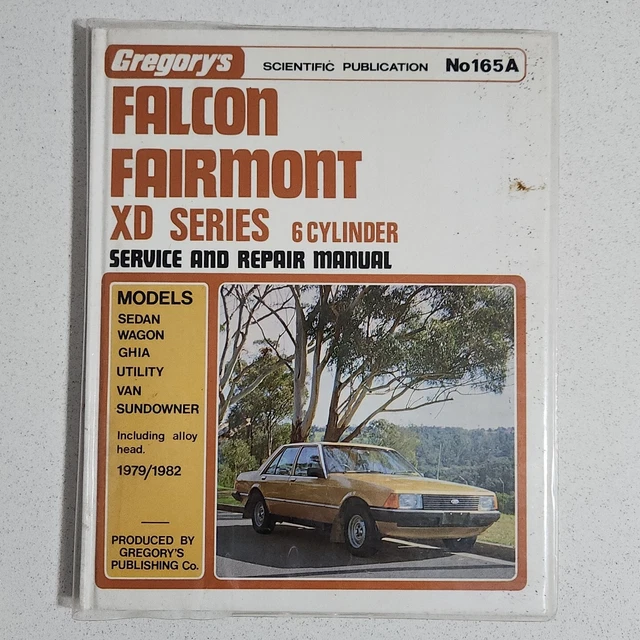 Gregory's SCIENTIFIC PUBLICATION No165A
FALCON
FAIRMONT
XD SERIES 6 CYLINDER
SERVICE AND REPAIR MANUAL
MODELS
SEDAN
WAGON
GHIA
UTILITY
VAN
SUNDOWNER
Including alloy
head.
1979/1982
PRODUCED BY
GREGORY'S
PUBLISHING Co.